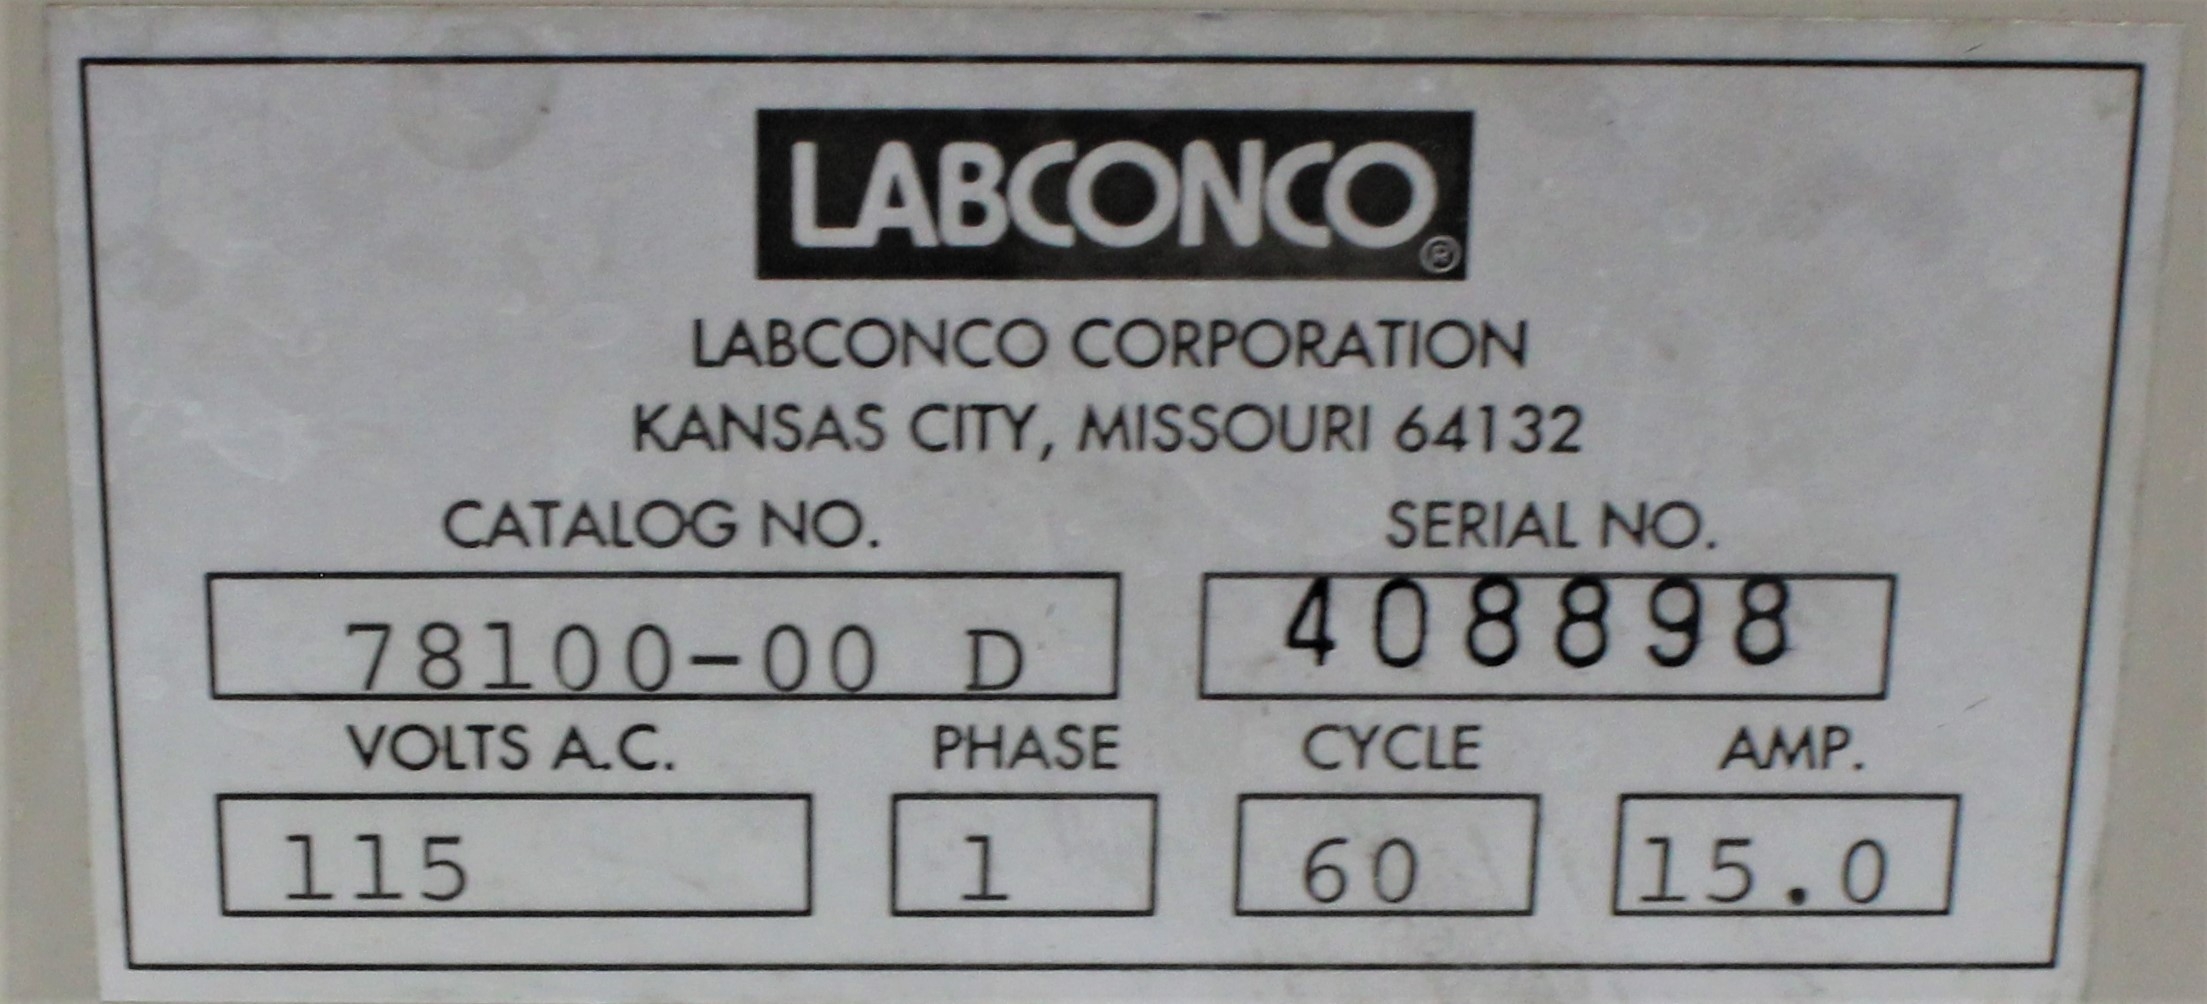 LABCONCO®
LABCONCO CORPORATION
KANSAS CITY, MISSOURI 64132
CATALOG NO. SERIAL NO.
78100-00 D 408898
VOLTS A.C. PHASE CYCLE AMP.
115 1 60 15.0